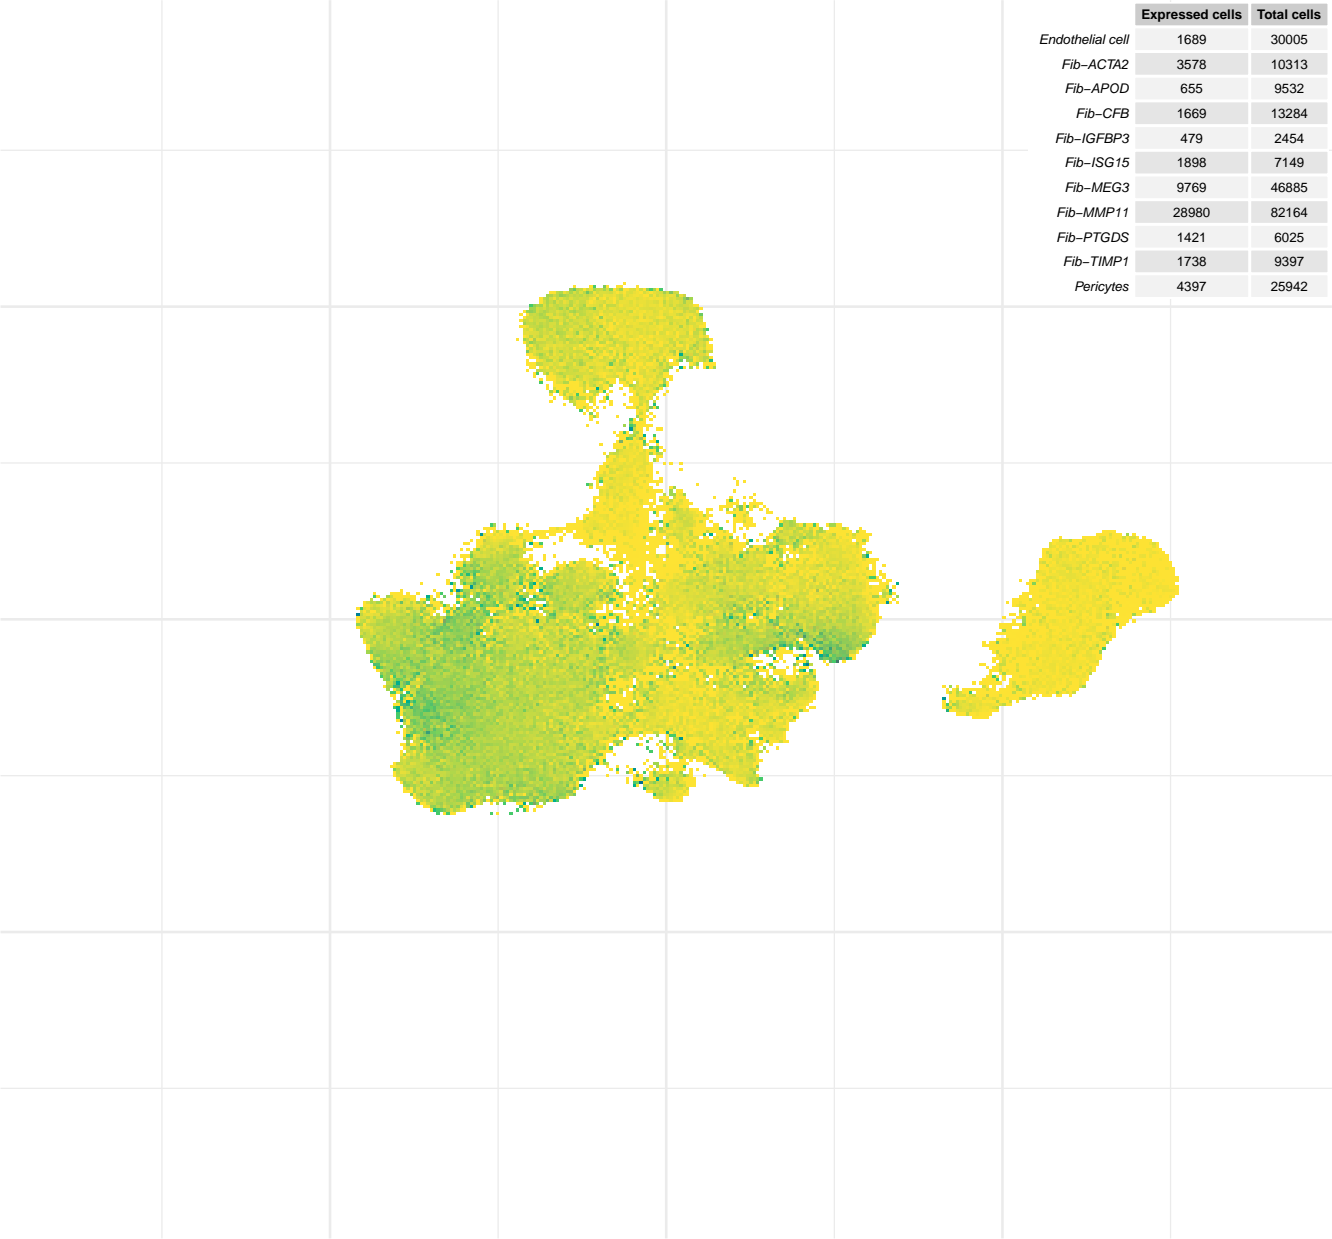 Expressed cells Total cells
Endothelial cell 1689 30005
Fib−ACTA2 3578 10313
Fib−APOD 655 9532
Fib−CFB 1669 13284
Fib−IGFBP3 479 2454
Fib−ISG15 1898 7149
Fib−MEG3 9769 46885
Fib−MMP11 28980 82164
Fib−PTGDS 1421 6025
Fib−TIMP1 1738 9397
Pericytes 4397 25942